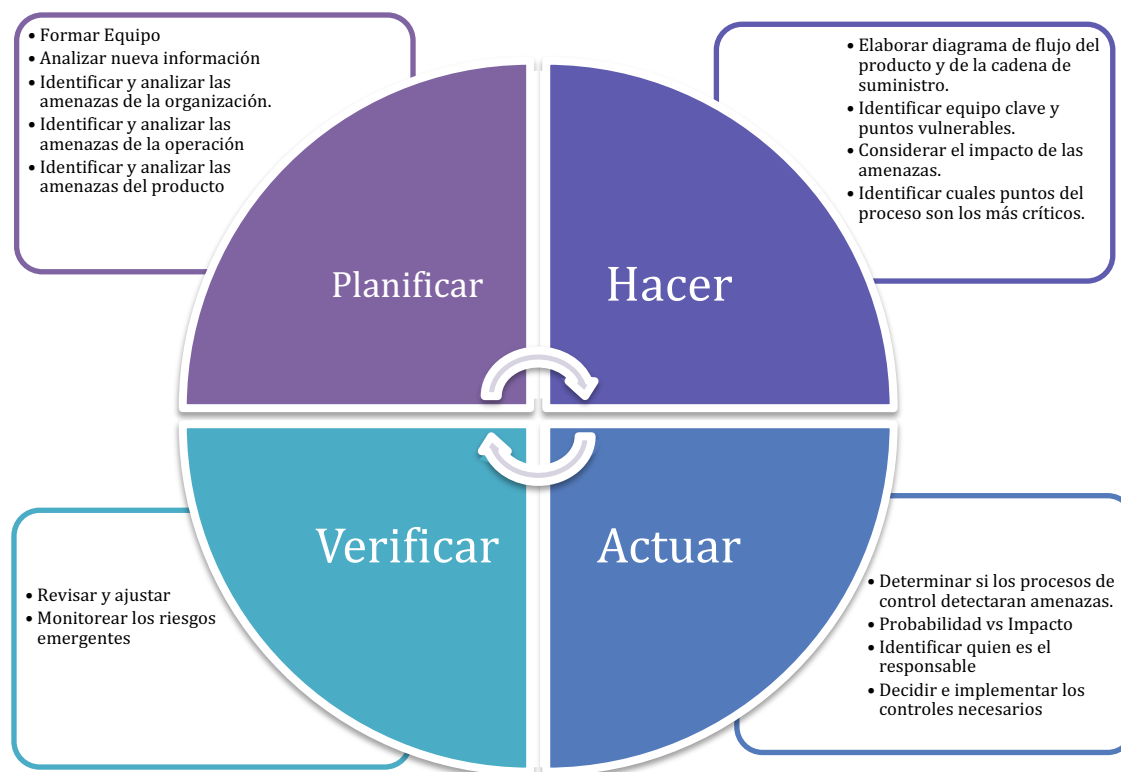 • Formar Equipo
• Analizar nueva información
• Identificar y analizar las
amenazas de la organización.
• Identificar y analizar las
amenazas de la operación
• Identificar y analizar las
amenazas del producto
• Elaborar diagrama de flujo del
producto y de la cadena de
suministro.
• Identificar equipo clave y
puntos vulnerables.
• Considerar el impacto de las
amenazas.
• Identificar cuales puntos del
proceso son los más críticos.
Planificar
Hacer
Verificar
Actuar
• Revisar y ajustar
• Monitorear los riesgos
emergentes
• Determinar si los procesos de
control detectaran amenazas.
• Probabilidad vs Impacto
• Identificar quien es el
responsable
• Decidir e implementar los
controles necesarios